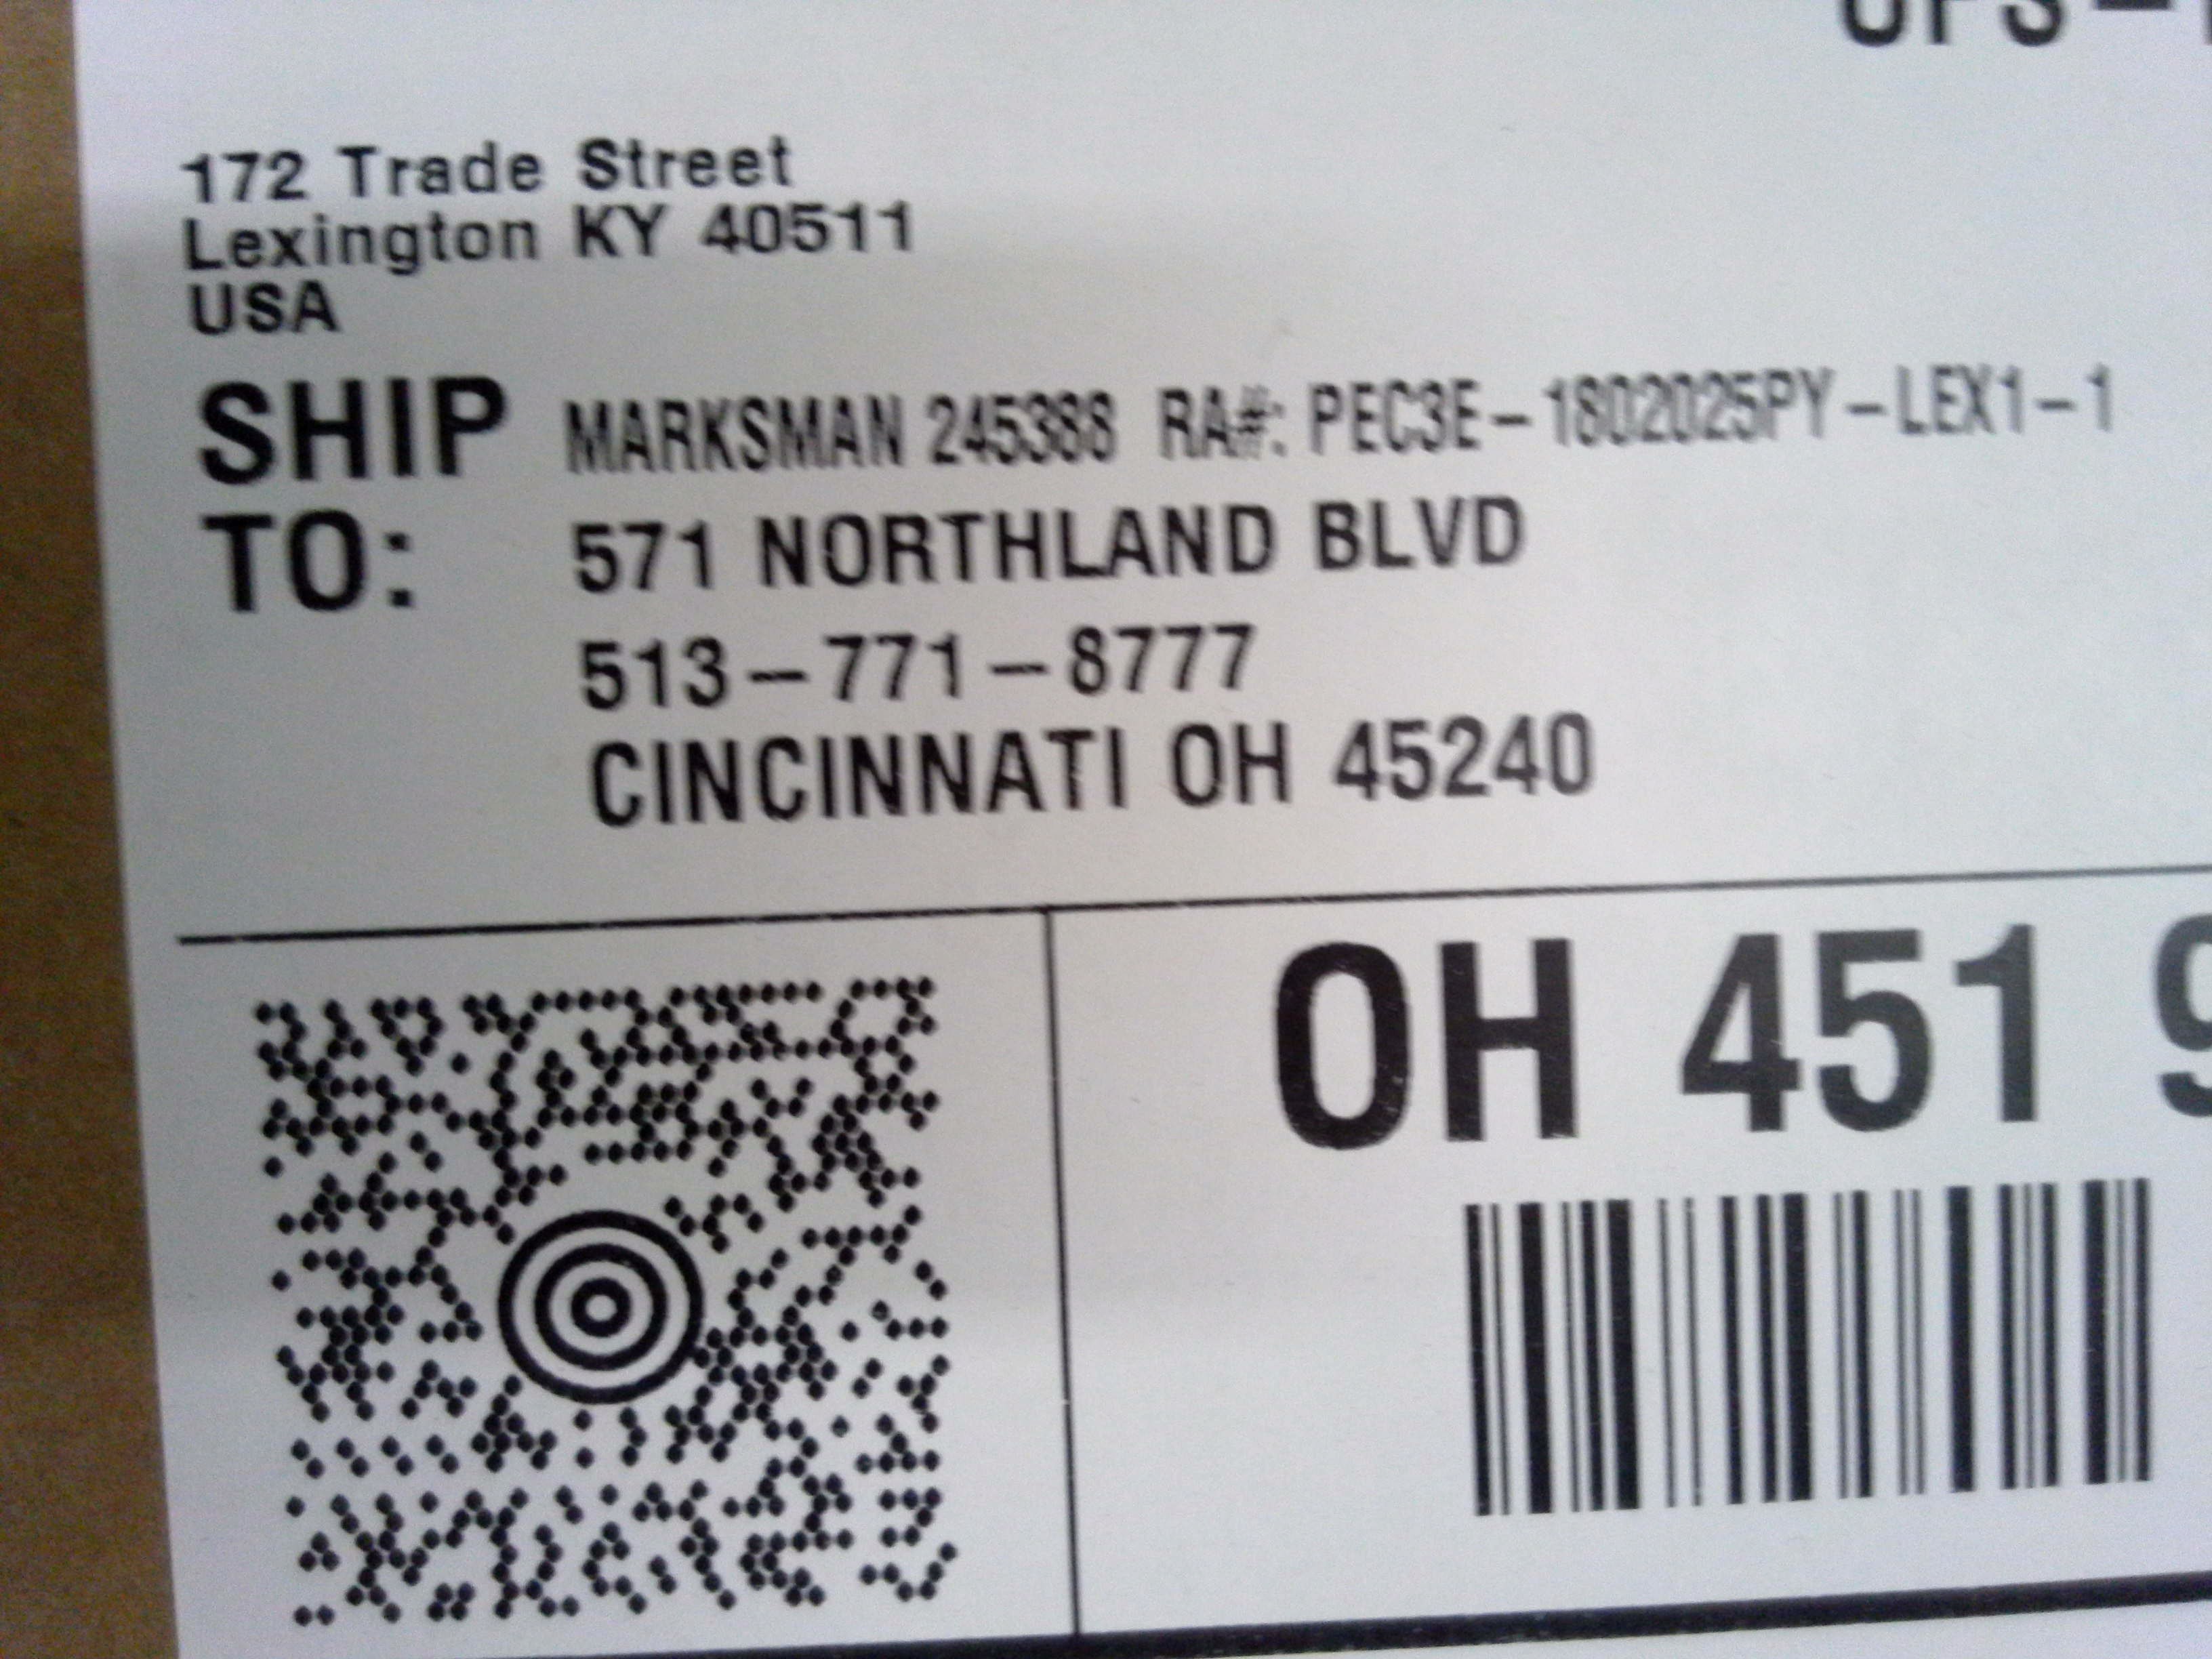 172 Trade Street
Lexington KY 40511
USA
SHIP TO: MARKSMAN 245388 RA#: PEC3E-1802025PY-LEX1-1
571 NORTHLAND BLVD
513-771-8777
CINCINNATI OH 45240
OH 451 9